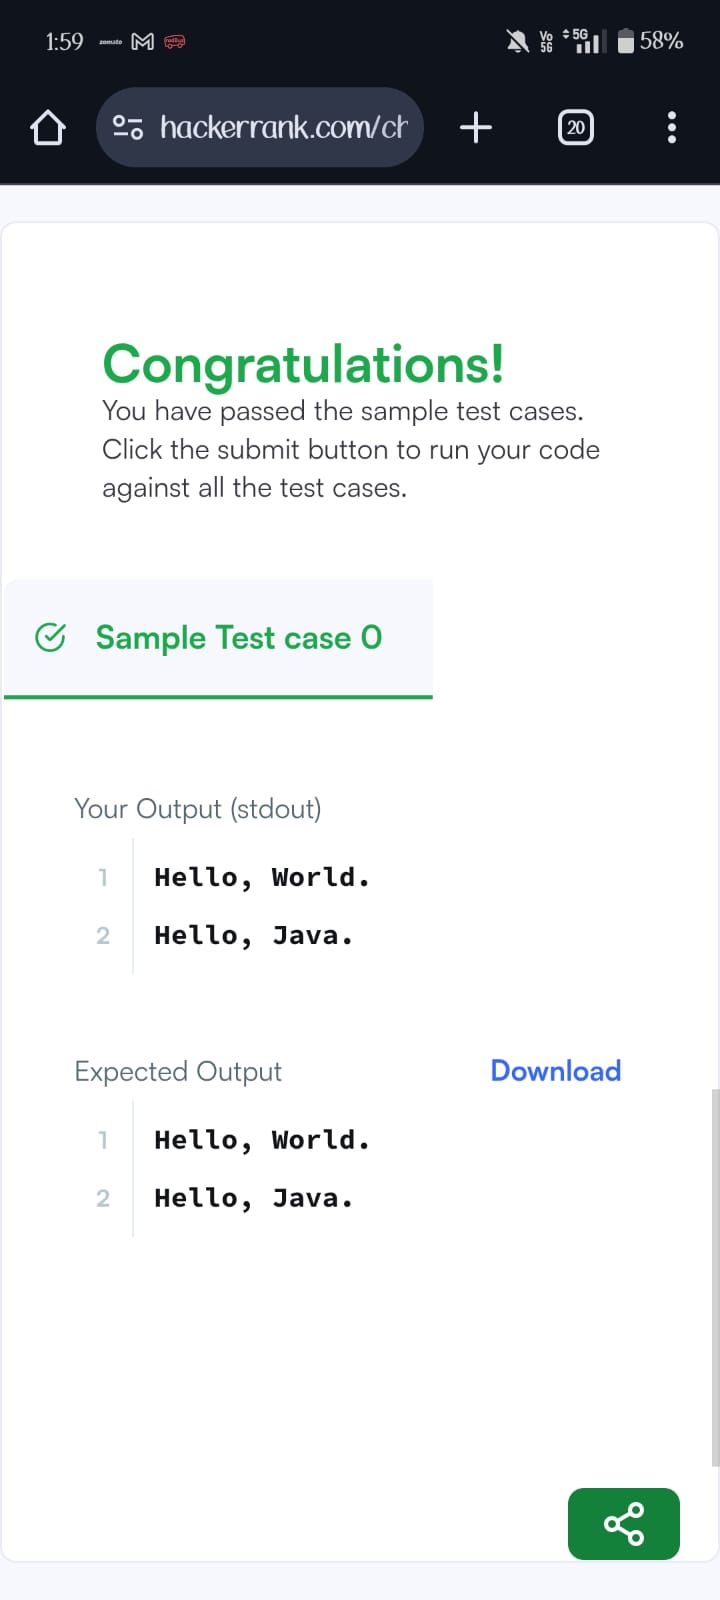 1:59 zomato M redBus Vo 5G 5G 58%
hackerrank.com/ch 20
Congratulations!
You have passed the sample test cases.
Click the submit button to run your code
against all the test cases.
Sample Test case 0
Your Output (stdout)
1 Hello, World.
2 Hello, Java.
Expected Output Download
1 Hello, World.
2 Hello, Java.